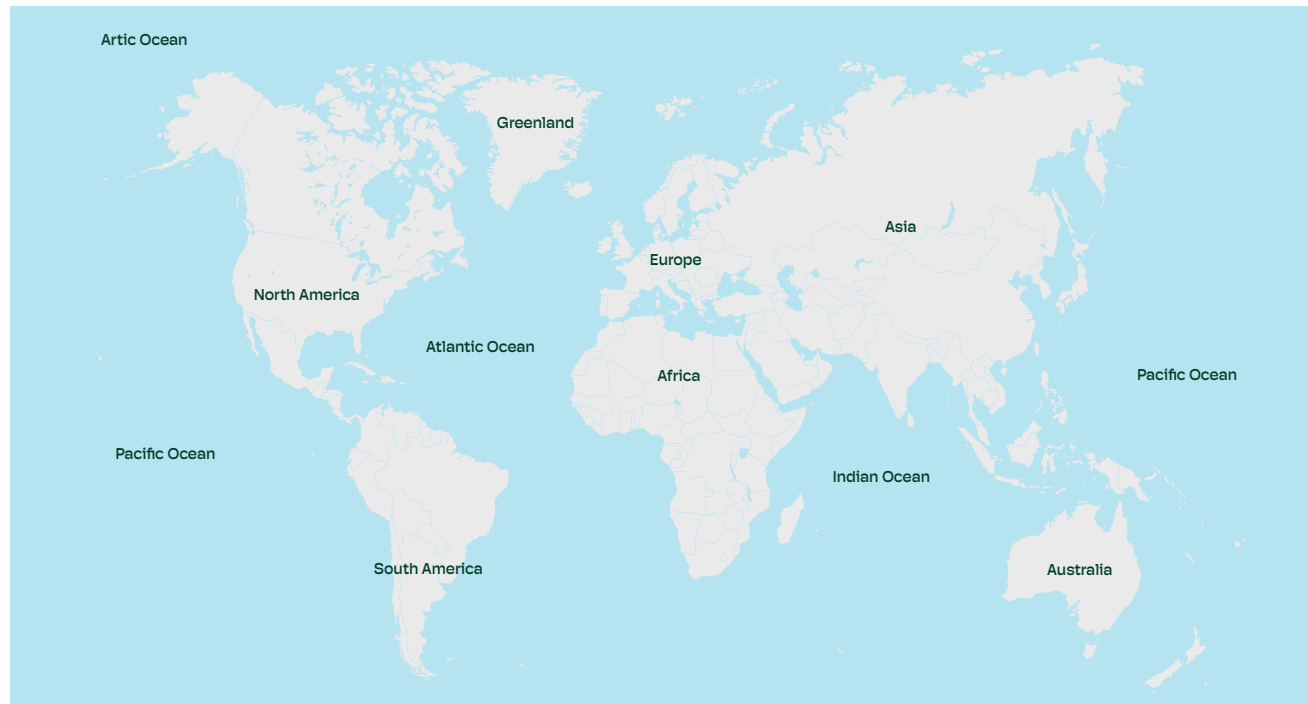 Artic Ocean
Greenland
Asia
Europe
North America
Atlantic Ocean
Africa
Pacific Ocean
Pacific Ocean
Indian Ocean
South America
Australia